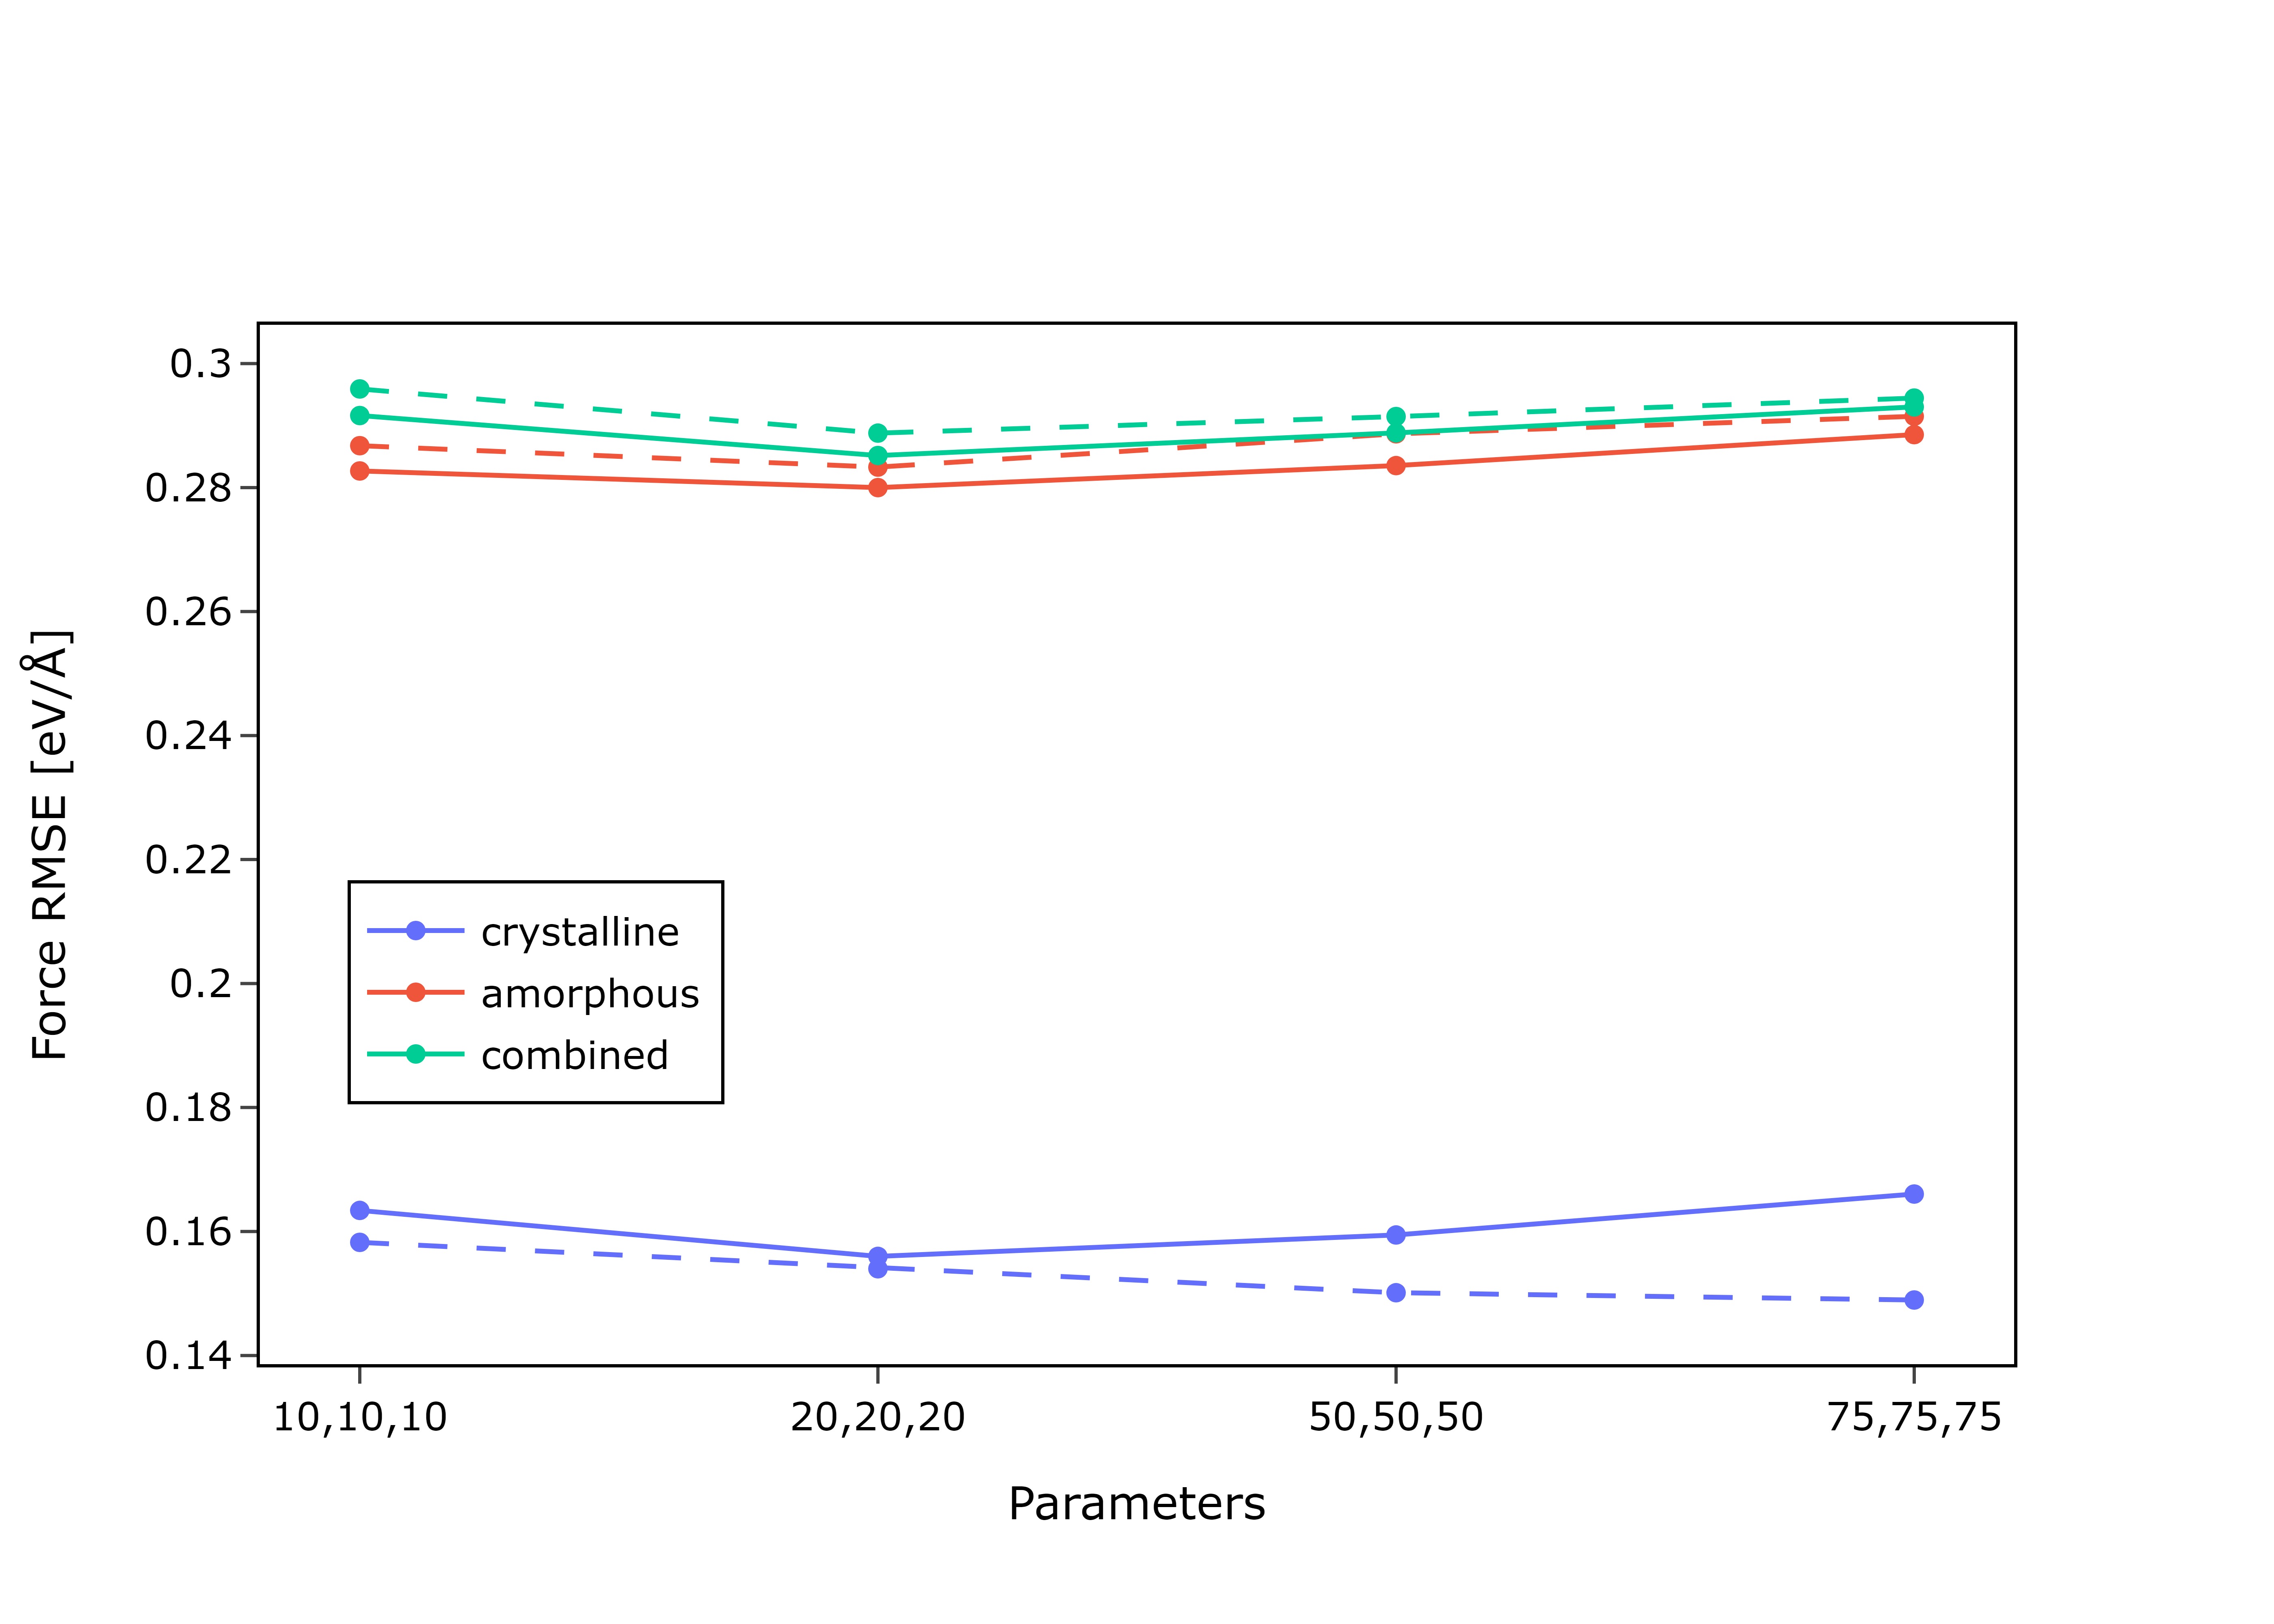 0.3
0.28
0.26
0.24
0.22
0.2
0.18
0.16
0.14
Force RMSE [eV/Å]
crystalline
amorphous
combined
10,10,10
20,20,20
50,50,50
75,75,75
Parameters